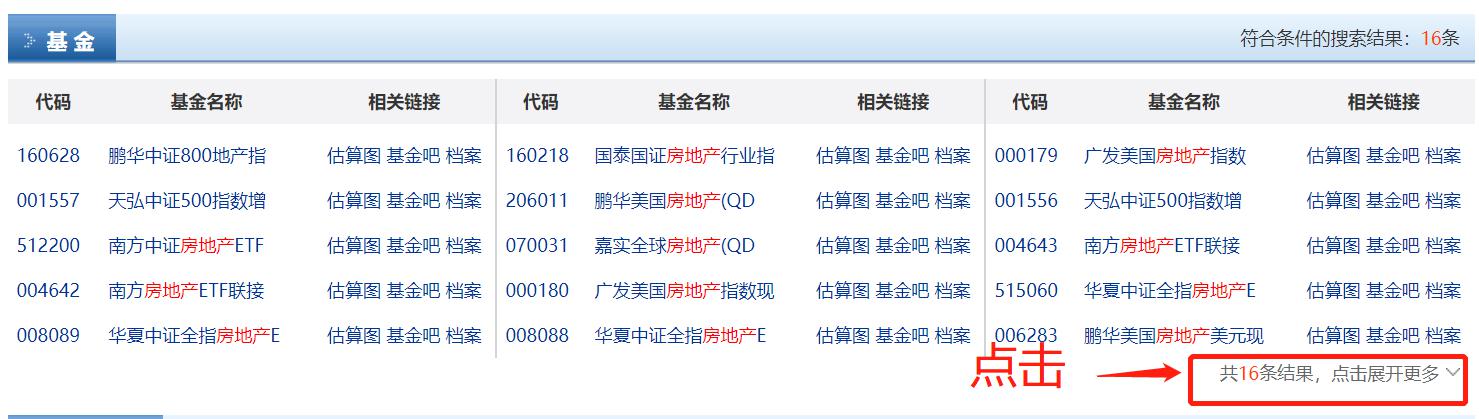 基金 符合条件的搜索结果：16条
代码 基金名称 相关链接 代码 基金名称 相关链接 代码 基金名称 相关链接
160628 鹏华中证800地产指 估算图 基金吧 档案 160218 国泰国证房地产行业指 估算图 基金吧 档案 000179 广发美国房地产指数 估算图 基金吧 档案
001557 天弘中证500指数增 估算图 基金吧 档案 206011 鹏华美国房地产(QD 估算图 基金吧 档案 001556 天弘中证500指数增 估算图 基金吧 档案
512200 南方中证房地产ETF 估算图 基金吧 档案 070031 嘉实全球房地产(QD 估算图 基金吧 档案 004643 南方房地产ETF联接 估算图 基金吧 档案
004642 南方房地产ETF联接 估算图 基金吧 档案 000180 广发美国房地产指数现 估算图 基金吧 档案 515060 华夏中证全指房地产E 估算图 基金吧 档案
008089 华夏中证全指房地产E 估算图 基金吧 档案 008088 华夏中证全指房地产E 估算图 基金吧 档案 006283 鹏华美国房地产美元现 估算图 基金吧 档案
点击 共16条结果，点击展开更多